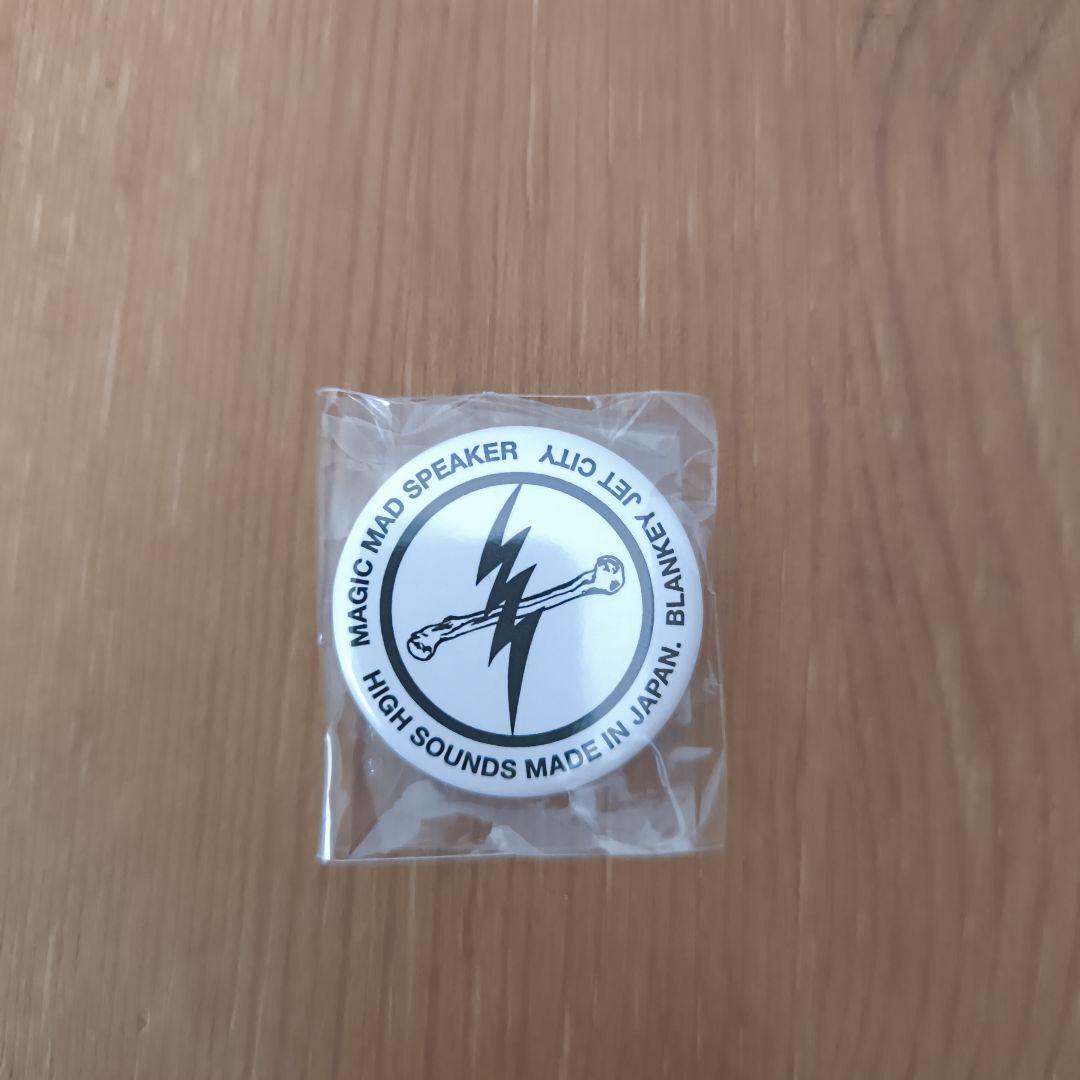 MAGIC MAD SPEAKER
HIGH SOUNDS MADE IN JAPAN.
BLANKEY JET CITY